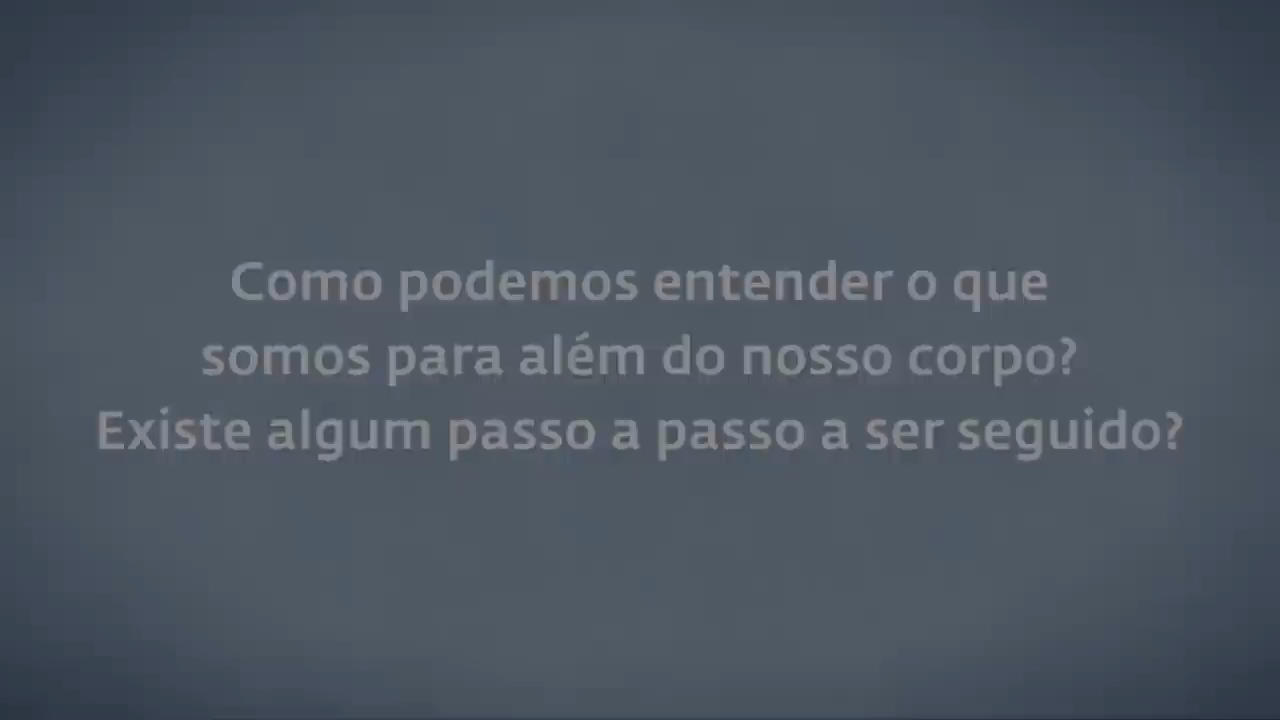 Como podemos entender o que
somos para além do nosso corpo?
Existe algum passo a passo a ser seguido?